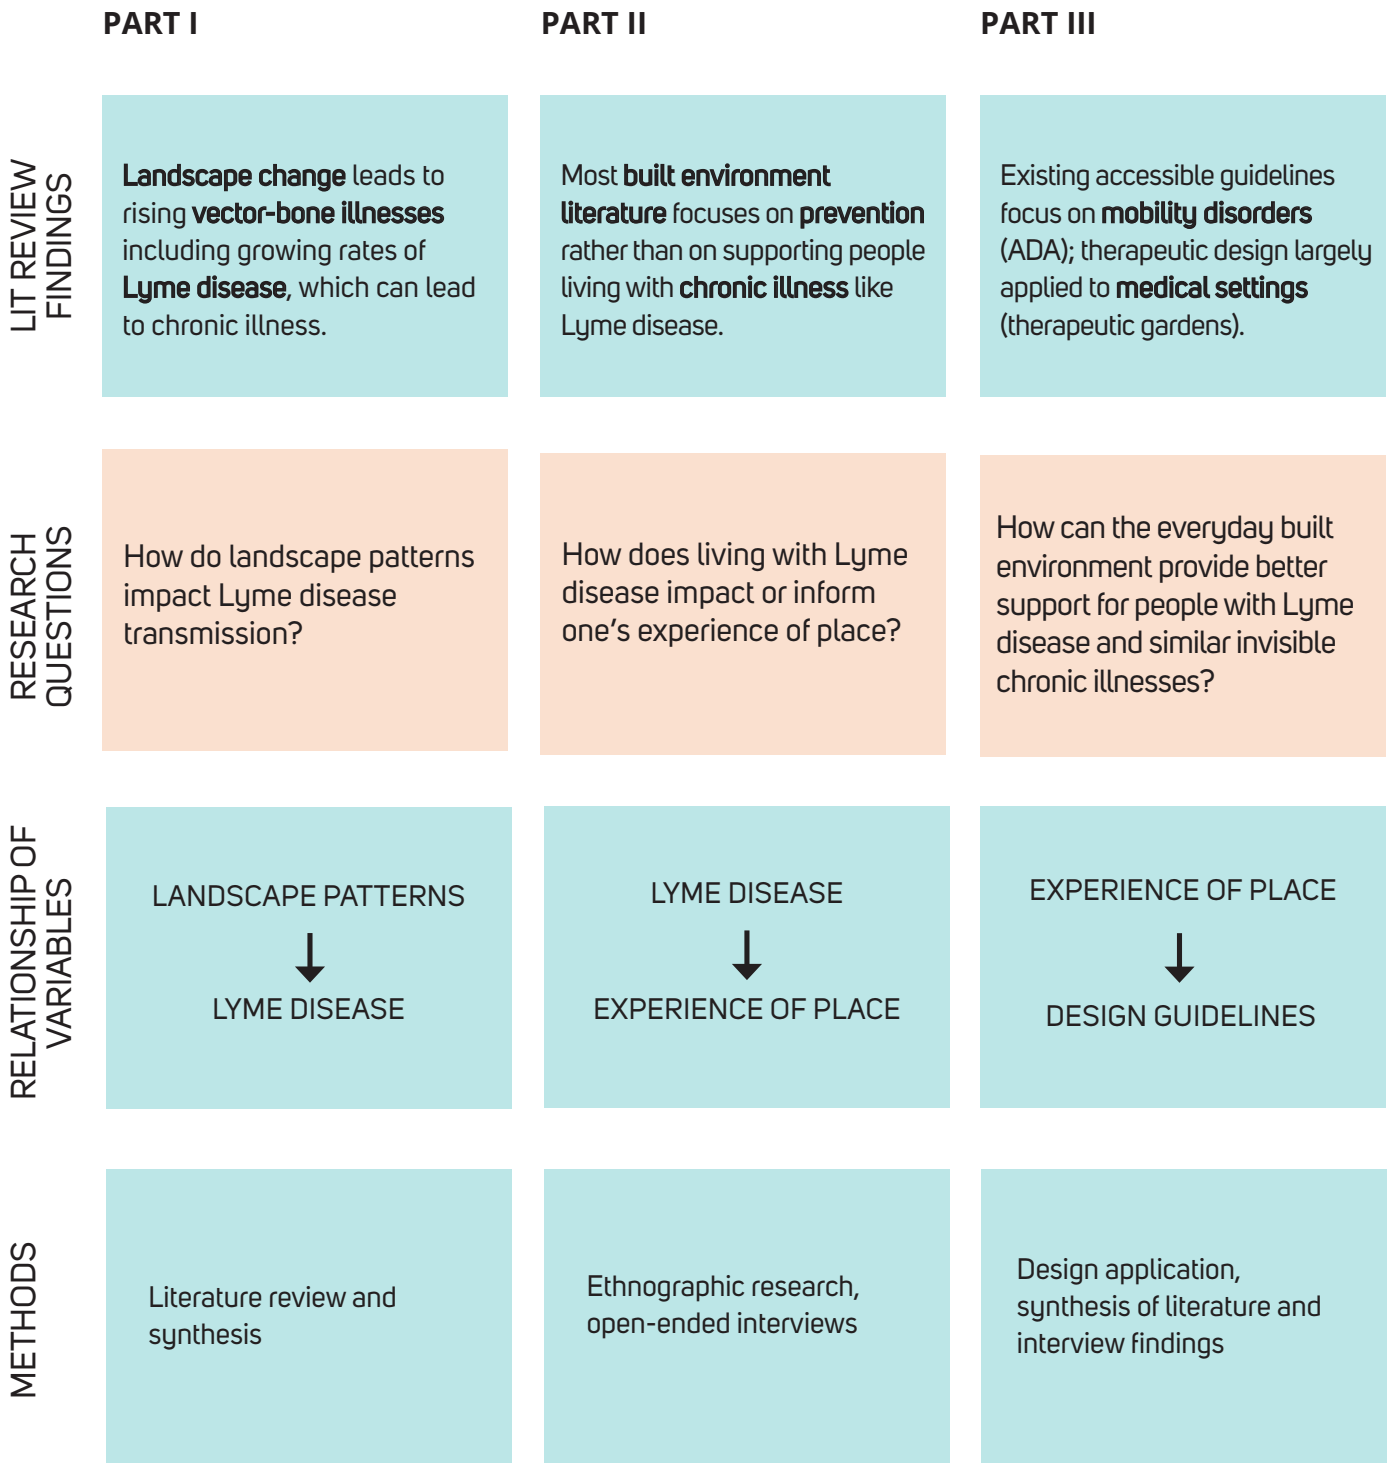 PART I
PART II
PART III
LIT REVIEW
FINDINGS
Landscape change leads to
rising vector-bone illnesses
including growing rates of
Lyme disease, which can lead
to chronic illness.
Most built environment
literature focuses on prevention
rather than on supporting people
living with chronic illness like
Lyme disease.
Existing accessible guidelines
focus on mobility disorders
(ADA); therapeutic design largely
applied to medical settings
(therapeutic gardens).
RESEARCH
QUESTIONS
How do landscape patterns
impact Lyme disease
transmission?
How does living with Lyme
disease impact or inform
one’s experience of place?
How can the everyday built
environment provide better
support for people with Lyme
disease and similar invisible
chronic illnesses?
RELATIONSHIP OF
VARIABLES
LANDSCAPE PATTERNS
LYME DISEASE
LYME DISEASE
EXPERIENCE OF PLACE
EXPERIENCE OF PLACE
DESIGN GUIDELINES
METHODS
Literature review and
synthesis
Ethnographic research,
open-ended interviews
Design application,
synthesis of literature and
interview findings